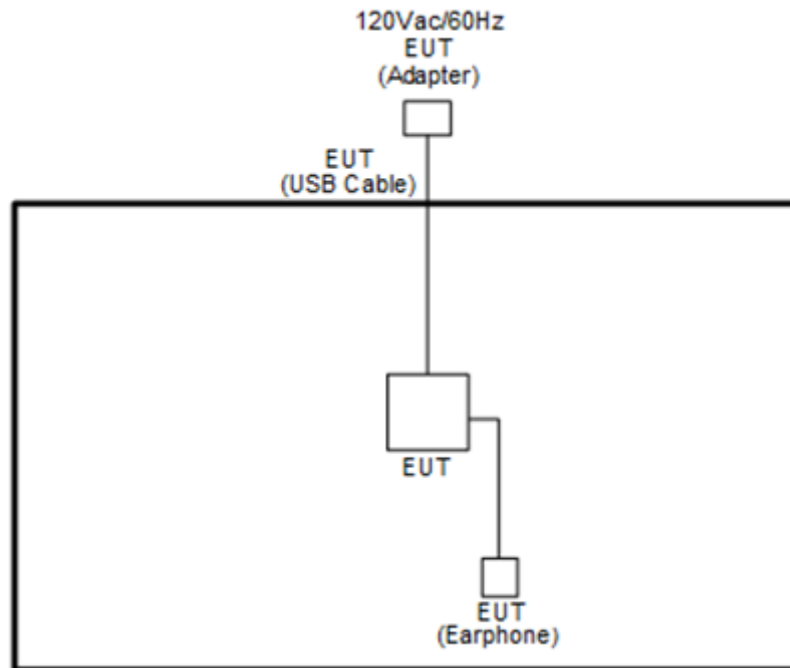 120Vac/60Hz
EUT
(Adapter)
EUT
(USB Cable)
EUT
EUT
(Earphone)